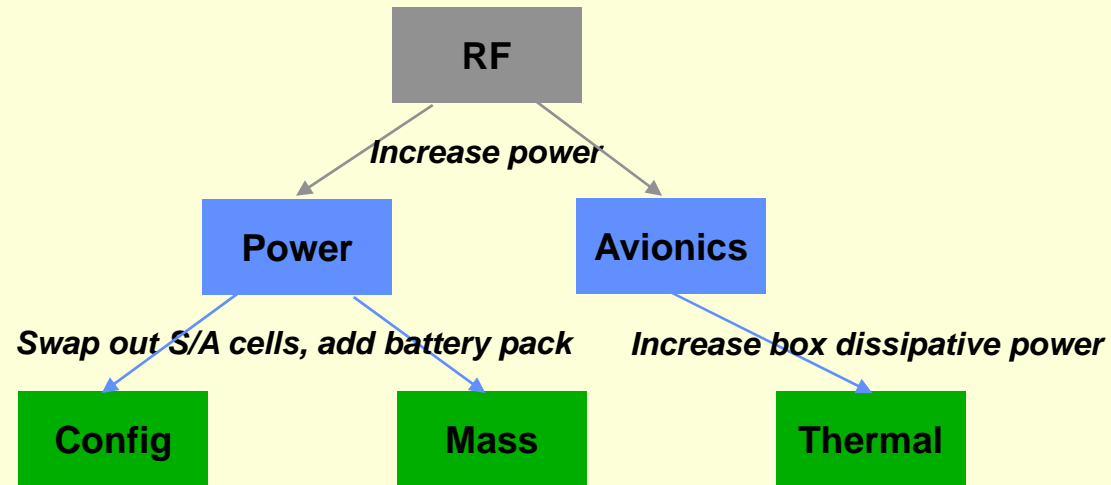 RF
Increase power
Power
Avionics
Swap out S/A cells, add battery pack
Increase box dissipative power
Config
Mass
Thermal